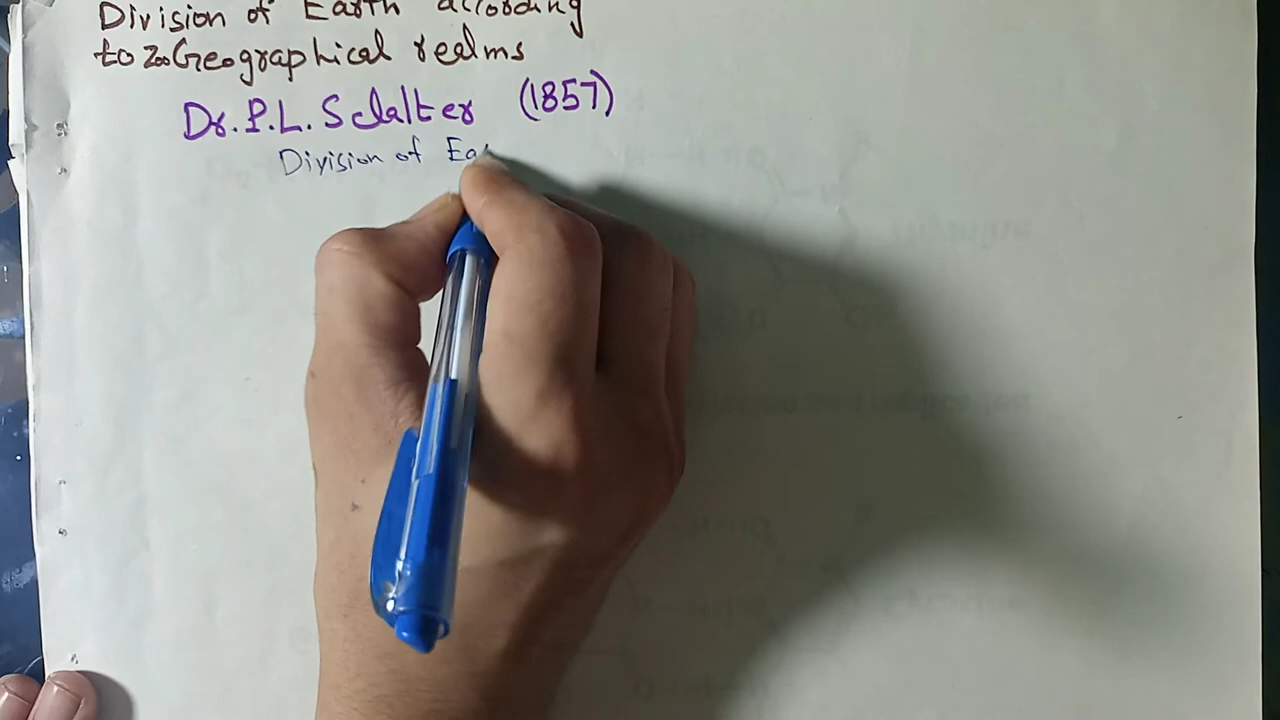 Division of Earth according
to ZooGeographical realms
Dr. P. L. Sclalter (1857)
Division of Ea